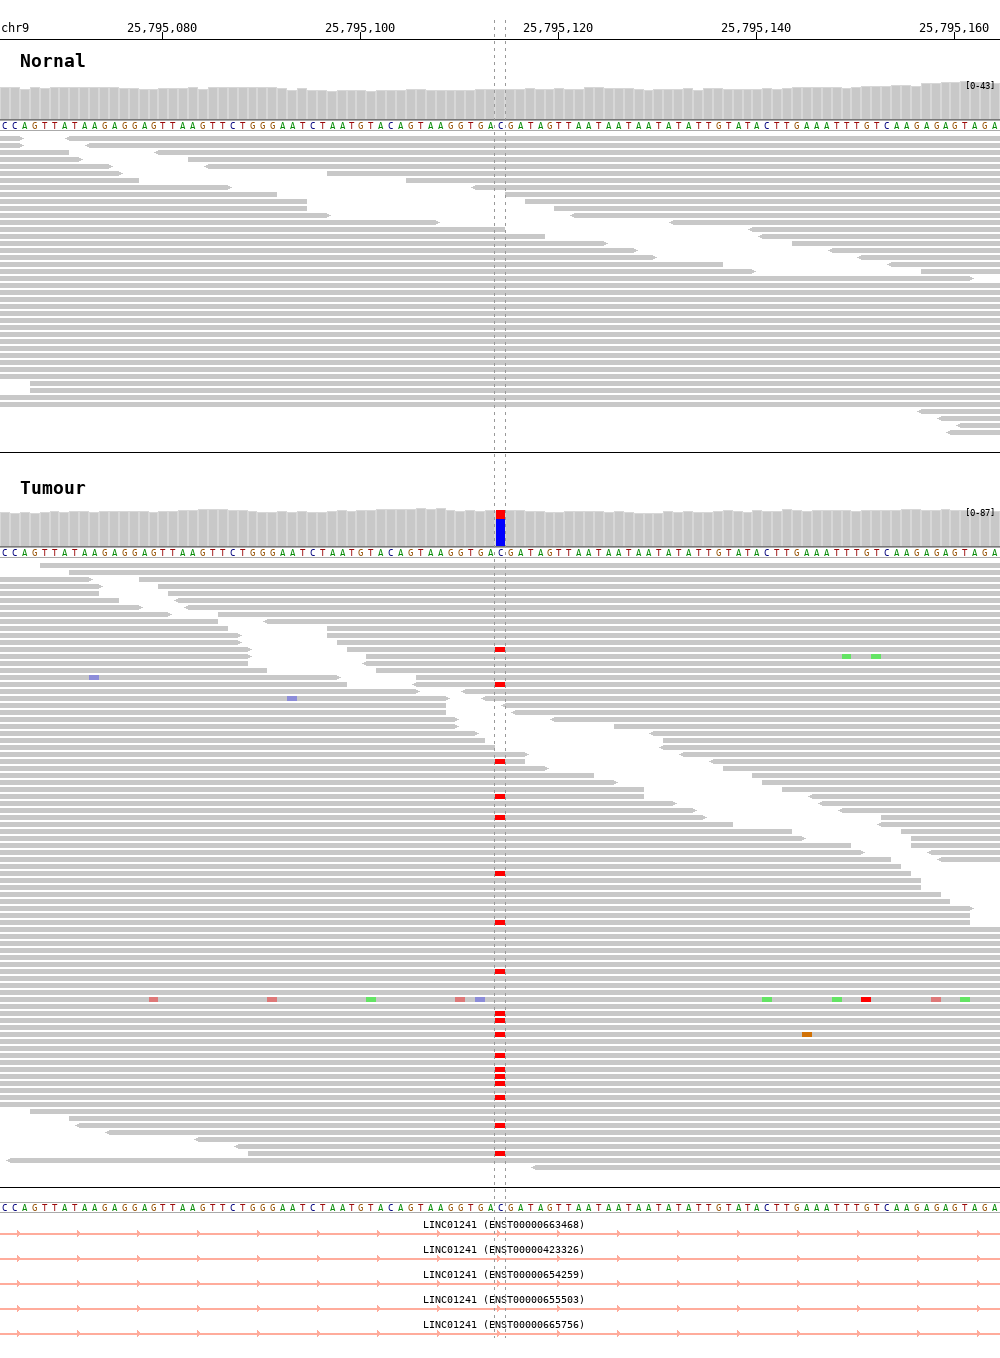 chr9 25,795,080 25,795,100 25,795,120 25,795,140 25,795,160
Nornal
[0-43]
C C A G T T A T A A G A G G A G T T A A G T T C T G G G A A T C T A A T G T A C A G T A A G G T G A C G A T A G T T A A T A A T A A T A T A T T G T A T A C T T G A A A T T T G T C A A G A G A G T A G A
Tumour
[0-87]
C C A G T T A T A A G A G G A G T T A A G T T C T G G G A A T C T A A T G T A C A G T A A G G T G A C G A T A G T T A A T A A T A A T A T A T T G T A T A C T T G A A A T T T G T C A A G A G A G T A G A
C C A G T T A T A A G A G G A G T T A A G T T C T G G G A A T C T A A T G T A C A G T A A G G T G A C G A T A G T T A A T A A T A A T A T A T T G T A T A C T T G A A A T T T G T C A A G A G A G T A G A
LINC01241 (ENST00000663468)
LINC01241 (ENST00000423326)
LINC01241 (ENST00000654259)
LINC01241 (ENST00000655503)
LINC01241 (ENST00000665756)